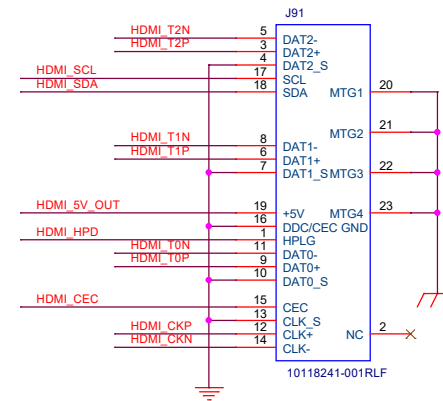 J91
HDMI_T2N 5 DAT2-
HDMI_T2P 3 DAT2+
4 DAT2_S
HDMI_SCL 17 SCL
HDMI_SDA 18 SDA MTG1 20
MTG2 21
HDMI_T1N 8 DAT1-
HDMI_T1P 6 DAT1+
7 DAT1_S MTG3 22
HDMI_5V_OUT 19 +5V MTG4 23
16 DDC/CEC GND
HDMI_HPD 1 HPLG
HDMI_T0N 11 DAT0-
HDMI_T0P 9 DAT0+
10 DAT0_S
HDMI_CEC 15 CEC
13 CLK_S
HDMI_CKP 12 CLK+ NC 2
HDMI_CKN 14 CLK-
10118241-001RLF